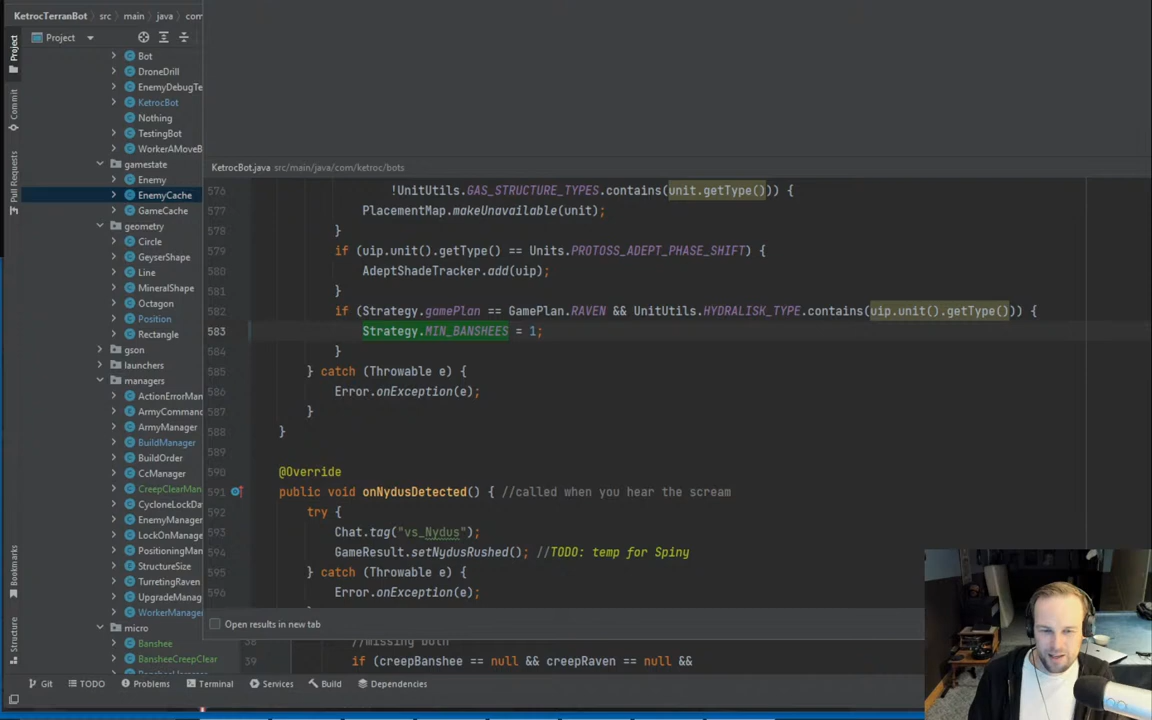 KetrocTerranBot src main java com
Project
Bot
DroneDrill
EnemyDebugTe
KetrocBot
Nothing
TestingBot
WorkerAMoveB
gamestate
Enemy
EnemyCache
GameCache
geometry
Circle
GeyserShape
Line
MineralShape
Octagon
Position
Rectangle
gson
launchers
managers
ActionErrorMan
ArmyCommand
ArmyManager
BuildManager
BuildOrder
CcManager
CreepClearMan
CycloneLockDa
EnemyManager
LockOnManager
PositioningMan
StructureSize
TurretingRaven
UpgradeManag
WorkerManage
micro
Banshee
BansheeCreepClear
Project
Commit
Pull Requests
Bookmarks
Structure
KetrocBot.java src/main/java/com/ketroc/bots
576 !UnitUtils.GAS_STRUCTURE_TYPES.contains(unit.getType())) {
577 PlacementMap.makeUnavailable(unit);
578 }
579 if (uip.unit().getType() == Units.PROTOSS_ADEPT_PHASE_SHIFT) {
580 AdeptShadeTracker.add(uip);
581 }
582 if (Strategy.gamePlan == GamePlan.RAVEN && UnitUtils.HYDRALISK_TYPE.contains(uip.unit().getType())) {
583 Strategy.MIN_BANSHEES = 1;
584 }
585 } catch (Throwable e) {
586 Error.onException(e);
587 }
588 }
589
590 @Override
591 public void onNydusDetected() { //called when you hear the scream
592 try {
593 Chat.tag("vs_Nydus");
594 GameResult.setNydusRushed(); //TODO: temp for Spiny
595 } catch (Throwable e) {
596 Error.onException(e);
Open results in new tab
38 //missing both
39 if (creepBanshee == null && creepRaven == null &&
Git TODO Problems Terminal Services Build Dependencies